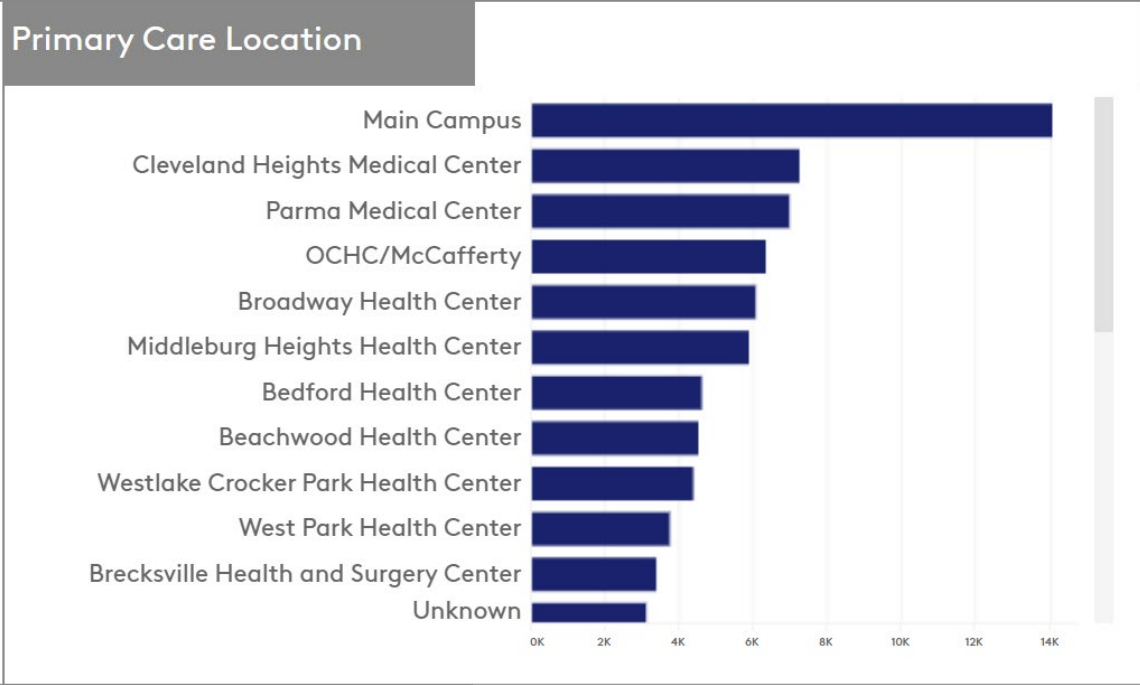 Primary Care Location
Main Campus
Cleveland Heights Medical Center
Parma Medical Center
OCHC/McCafferty
Broadway Health Center
Middleburg Heights Health Center
Bedford Health Center
Beachwood Health Center
Westlake Crocker Park Health Center
West Park Health Center
Brecksville Health and Surgery Center
Unknown
0K 2K 4K 6K 8K 10K 12K 14K